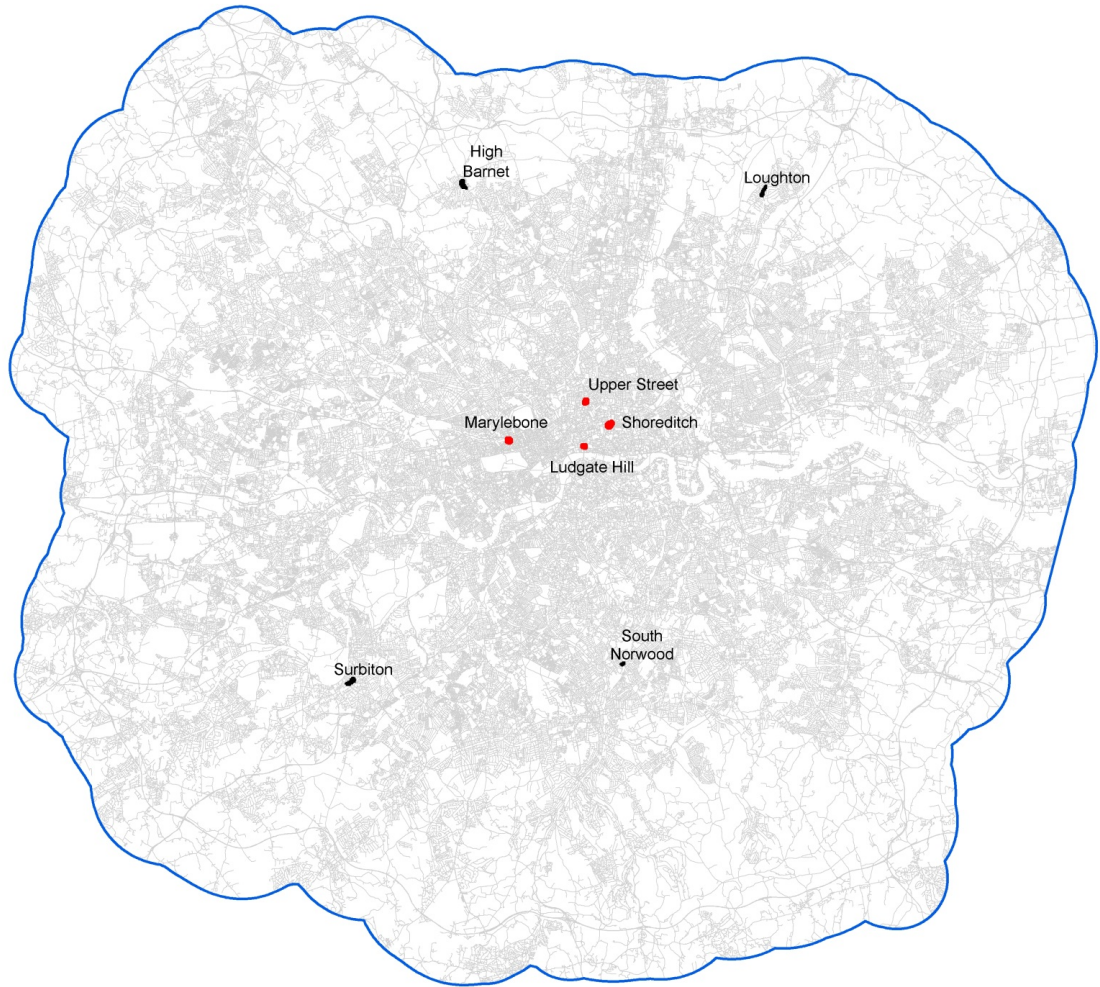 High
Barnet
Loughton
Upper Street
Marylebone
Shoreditch
Ludgate Hill
South
Norwood
Surbiton